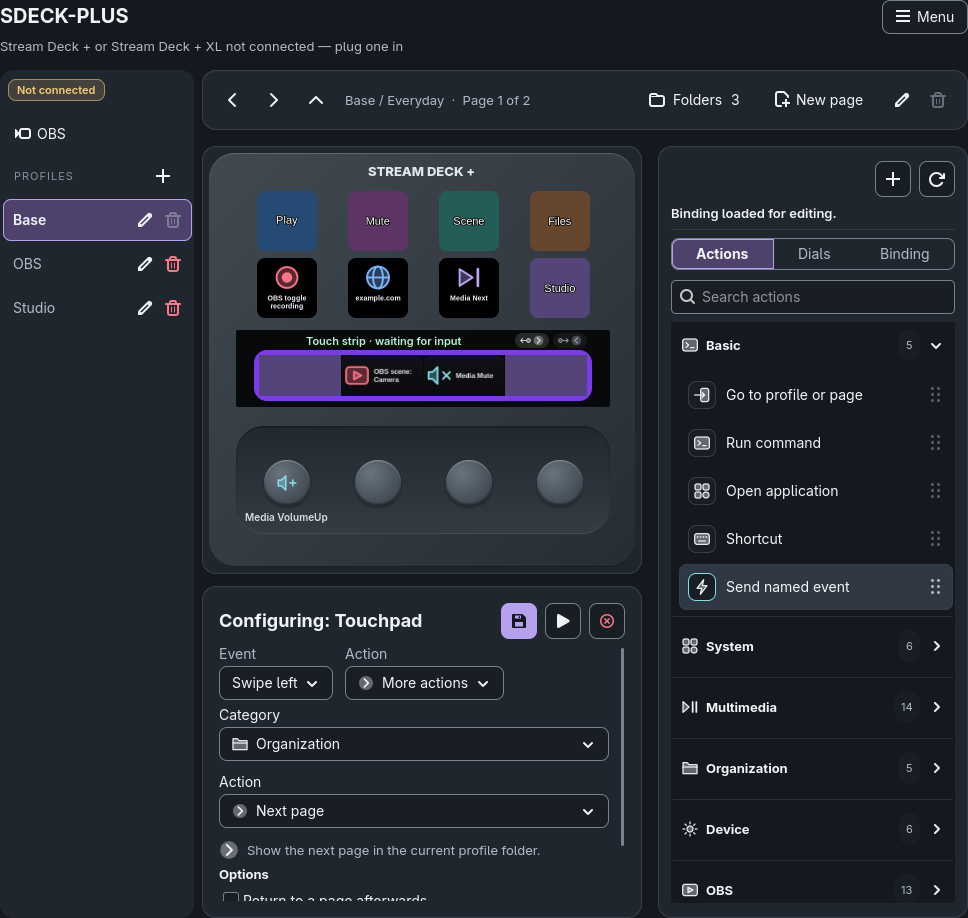 SDECK-PLUS
Menu
Stream Deck + or Stream Deck + XL not connected — plug one in
Not connected
OBS
PROFILES
Base
OBS
Studio
Base / Everyday · Page 1 of 2
Folders 3
New page
STREAM DECK +
Play
Mute
Scene
Files
OBS toggle
recording
example.com
Media Next
Studio
Touch strip · waiting for input
OBS scene:
Camera
Media Mute
Media VolumeUp
Configuring: Touchpad
Event
Action
Swipe left
More actions
Category
Organization
Action
Next page
Show the next page in the current profile folder.
Options
Return to a page afterwards
Binding loaded for editing.
Actions
Dials
Binding
Search actions
Basic 5
Go to profile or page
Run command
Open application
Shortcut
Send named event
System 6
Multimedia 14
Organization 5
Device 6
OBS 13